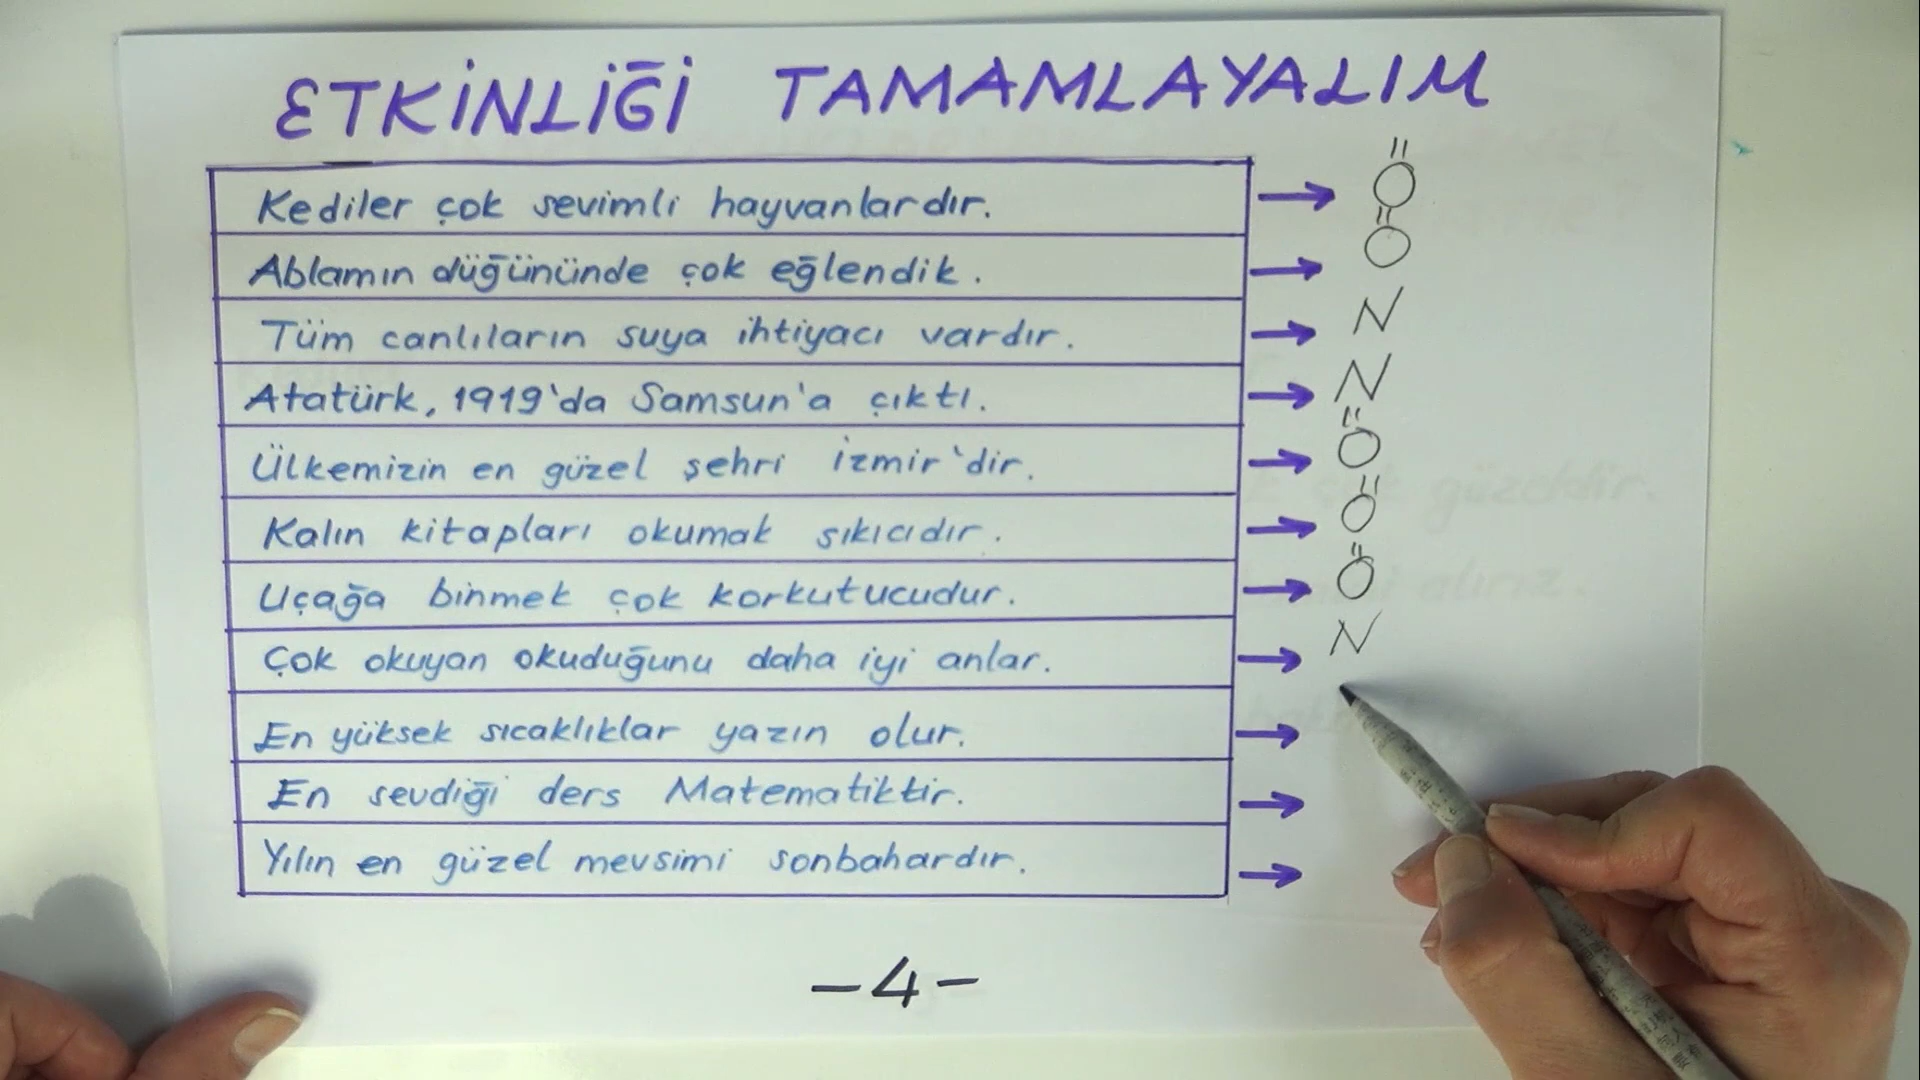 ETKİNLİĞİ TAMAMLAYALIM
Kediler çok sevimli hayvanlardır. → Ö
Ablamın düğününde çok eğlendik. → Ö
Tüm canlıların suya ihtiyacı vardır. → N
Atatürk, 1919'da Samsun'a çıktı. → N
Ülkemizin en güzel şehri İzmir'dir. → Ö
Kalın kitapları okumak sıkıcıdır. → Ö
Uçağa binmek çok korkutucudur. → Ö
Çok okuyan okuduğunu daha iyi anlar. → N
En yüksek sıcaklıklar yazın olur. →
En sevdiği ders Matematiktir. →
Yılın en güzel mevsimi sonbahardır. →
-4-